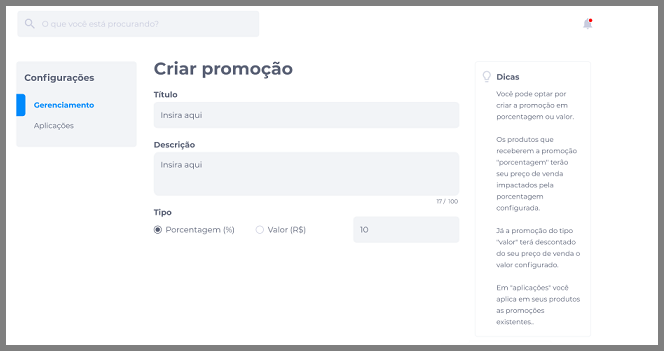 O que você está procurando?
Configurações
Gerenciamento
Aplicações
Criar promoção
Título
Insira aqui
Descrição
Insira aqui
17 / 100
Tipo
Porcentagem (%)
Valor (R$)
10
Dicas
Você pode optar por
criar a promoção em
porcentagem ou valor.
Os produtos que
receberem a promoção
"porcentagem" terão
seu preço de venda
impactados pela
porcentagem
configurada.
Já a promoção do tipo
"valor" terá descontado
do seu preço de venda o
valor configurado.
Em "aplicações" você
aplica em seus produtos
as promoções
existentes..